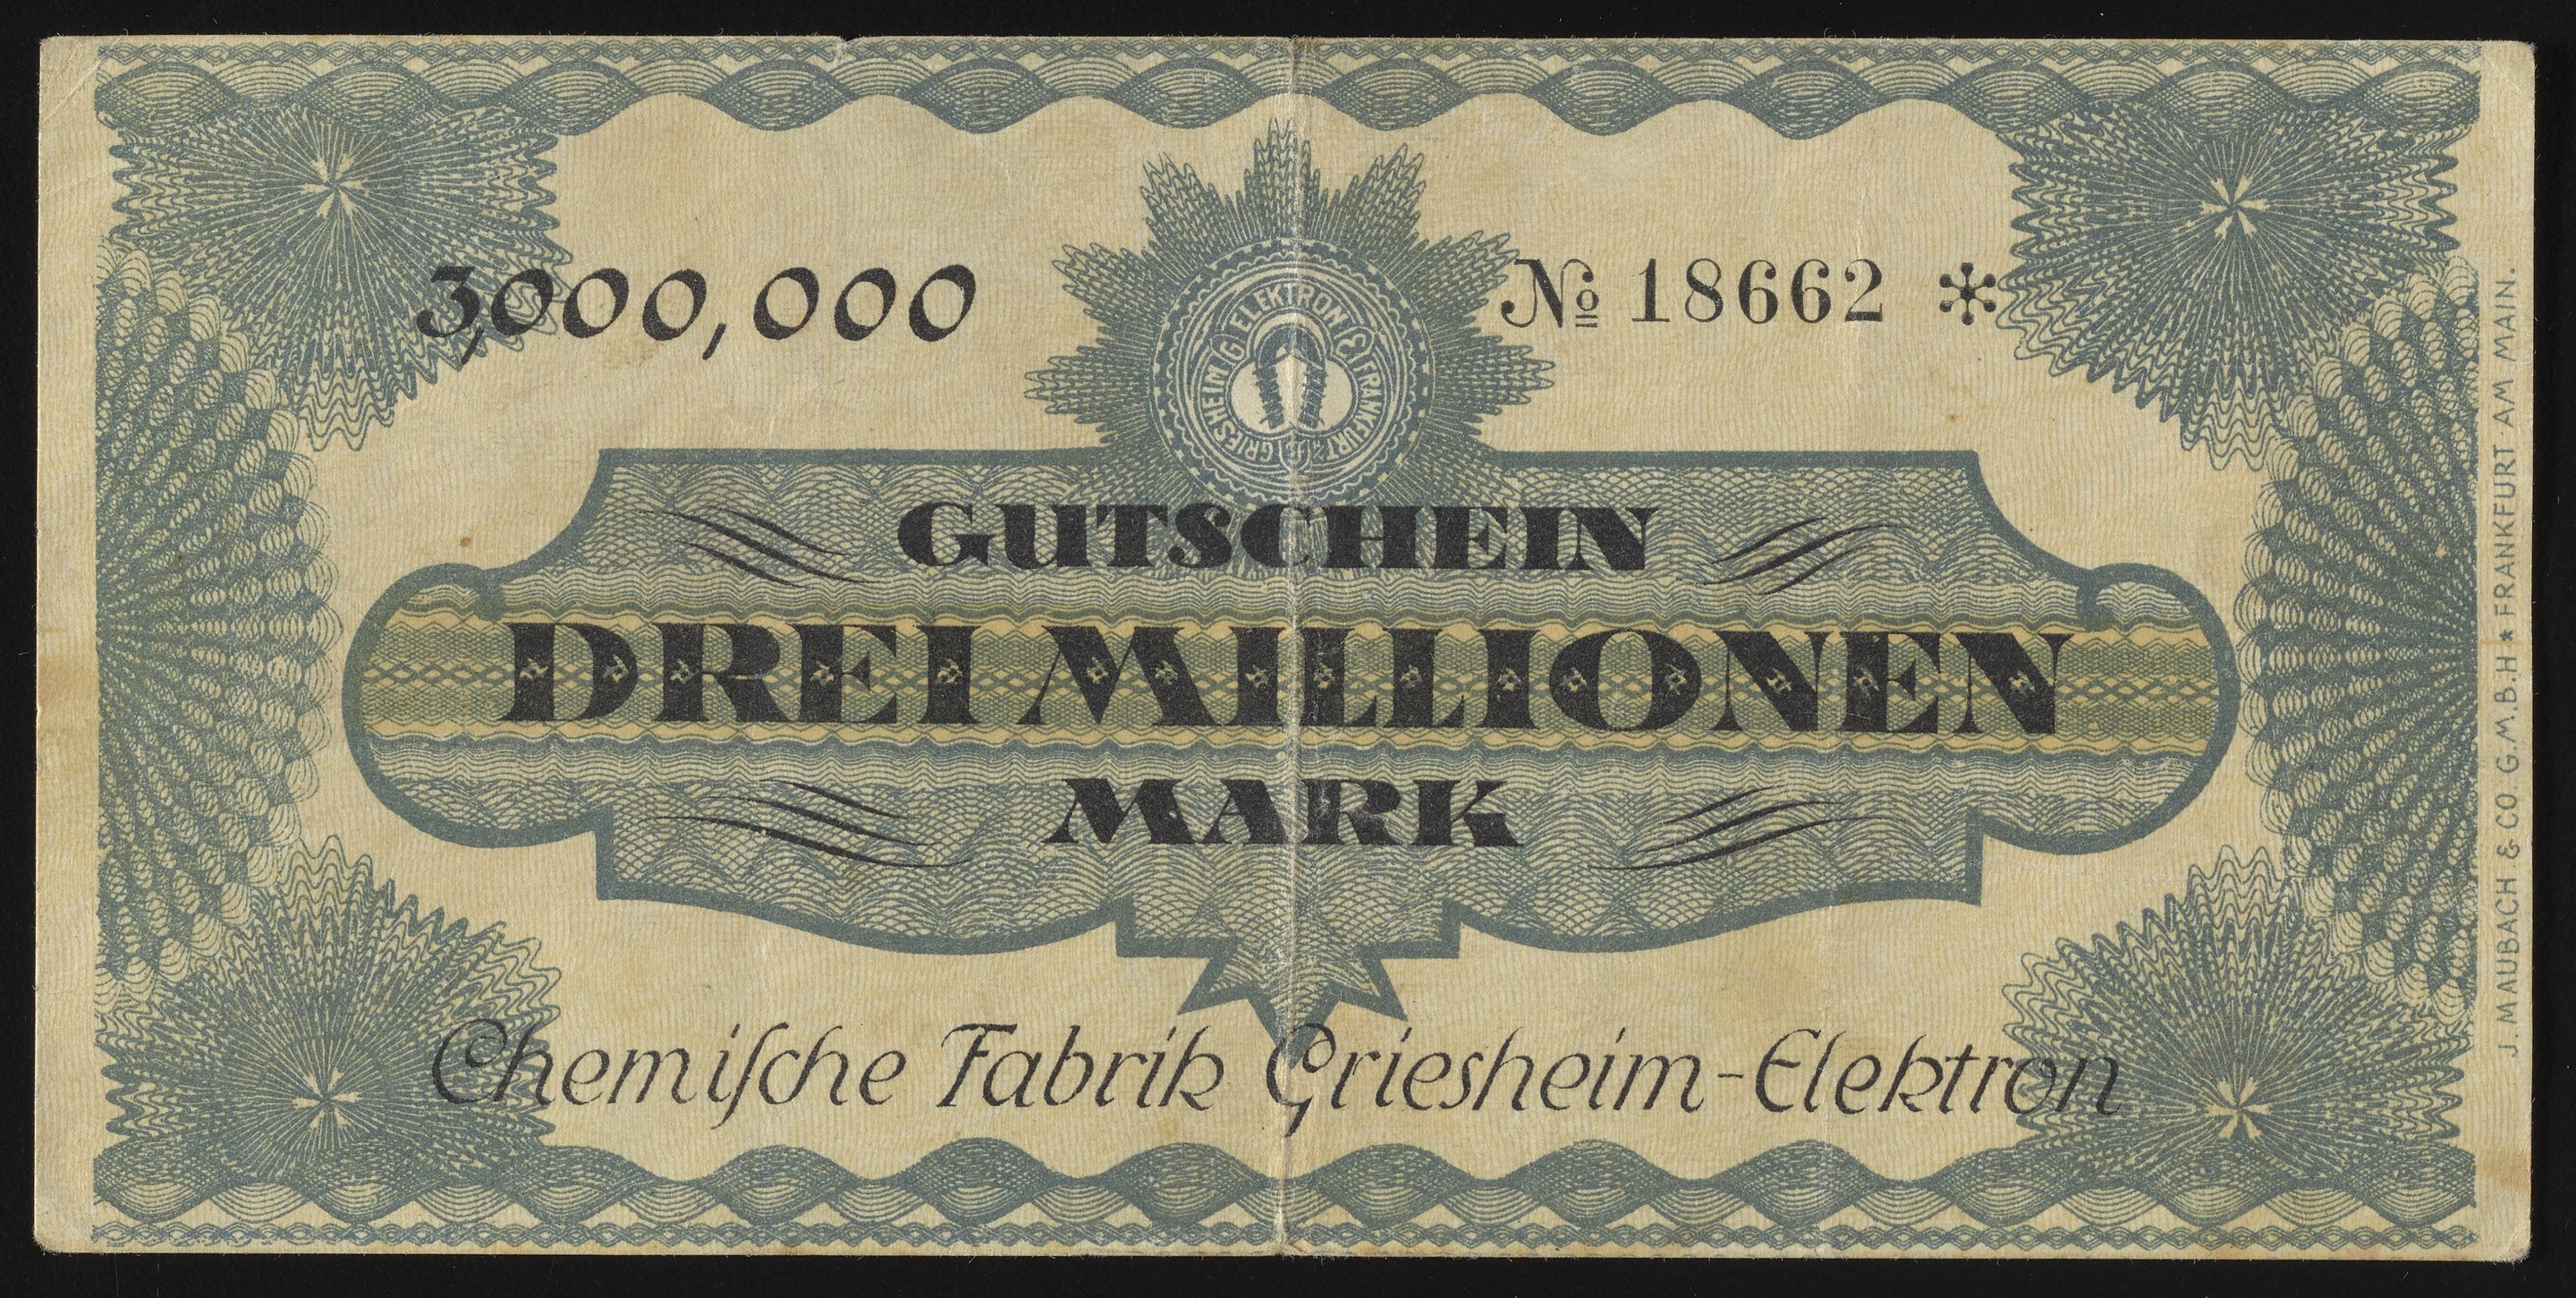 3,000,000
№ 18662 *
GRIESHEIM ELEKTRON FRANKFURT
GUTSCHEIN
DREI MILLIONEN
MARK
Chemiſche Fabrik Griesheim-Elektron
J. MAUBACH & CO. G.M.B.H ★ FRANKFURT AM MAIN.